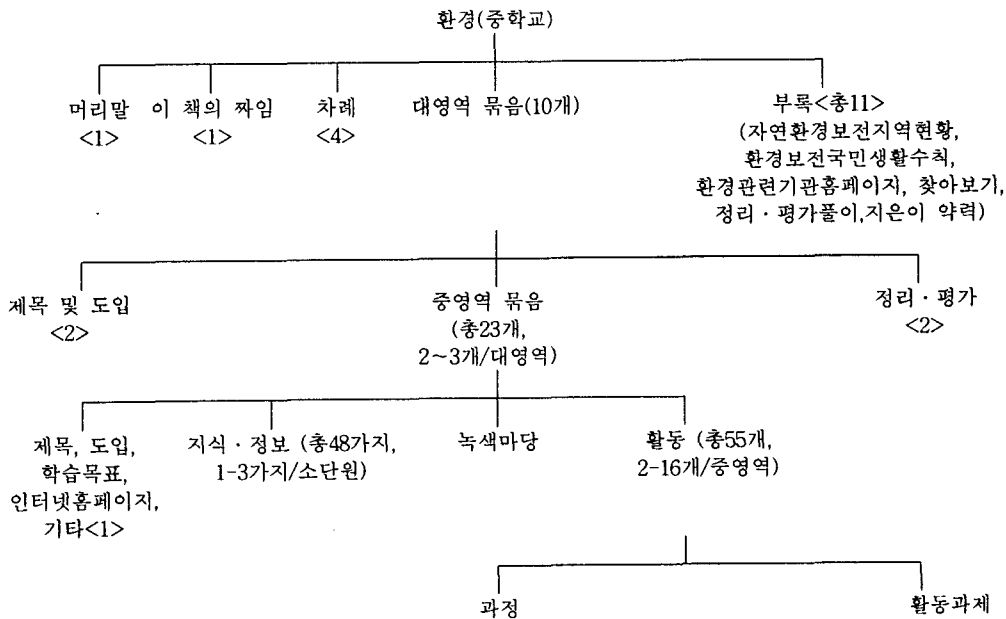 환경(중학교)
머리말 이 책의 짜임 차례 대영역 묶음(10개) 부록<총11>
<1> <1> <4> (자연환경보전지역현황,
환경보전국민생활수칙,
환경관련기관홈페이지, 찾아보기,
정리·평가풀이,지은이 약력)
제목 및 도입 중영역 묶음 정리·평가
<2> (총23개, <2>
2~3개/대영역)
제목, 도입, 지식·정보 (총48가지, 녹색마당 활동 (총55개,
학습목표, 1-3가지/소단원) 2-16개/중영역)
인터넷홈페이지,
기타<1>
과정 활동과제